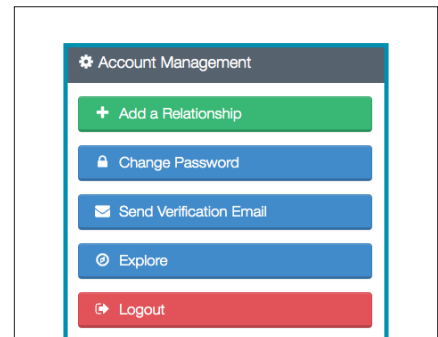 Account Management
Add a Relationship
Change Password
Send Verification Email
Explore
Logout